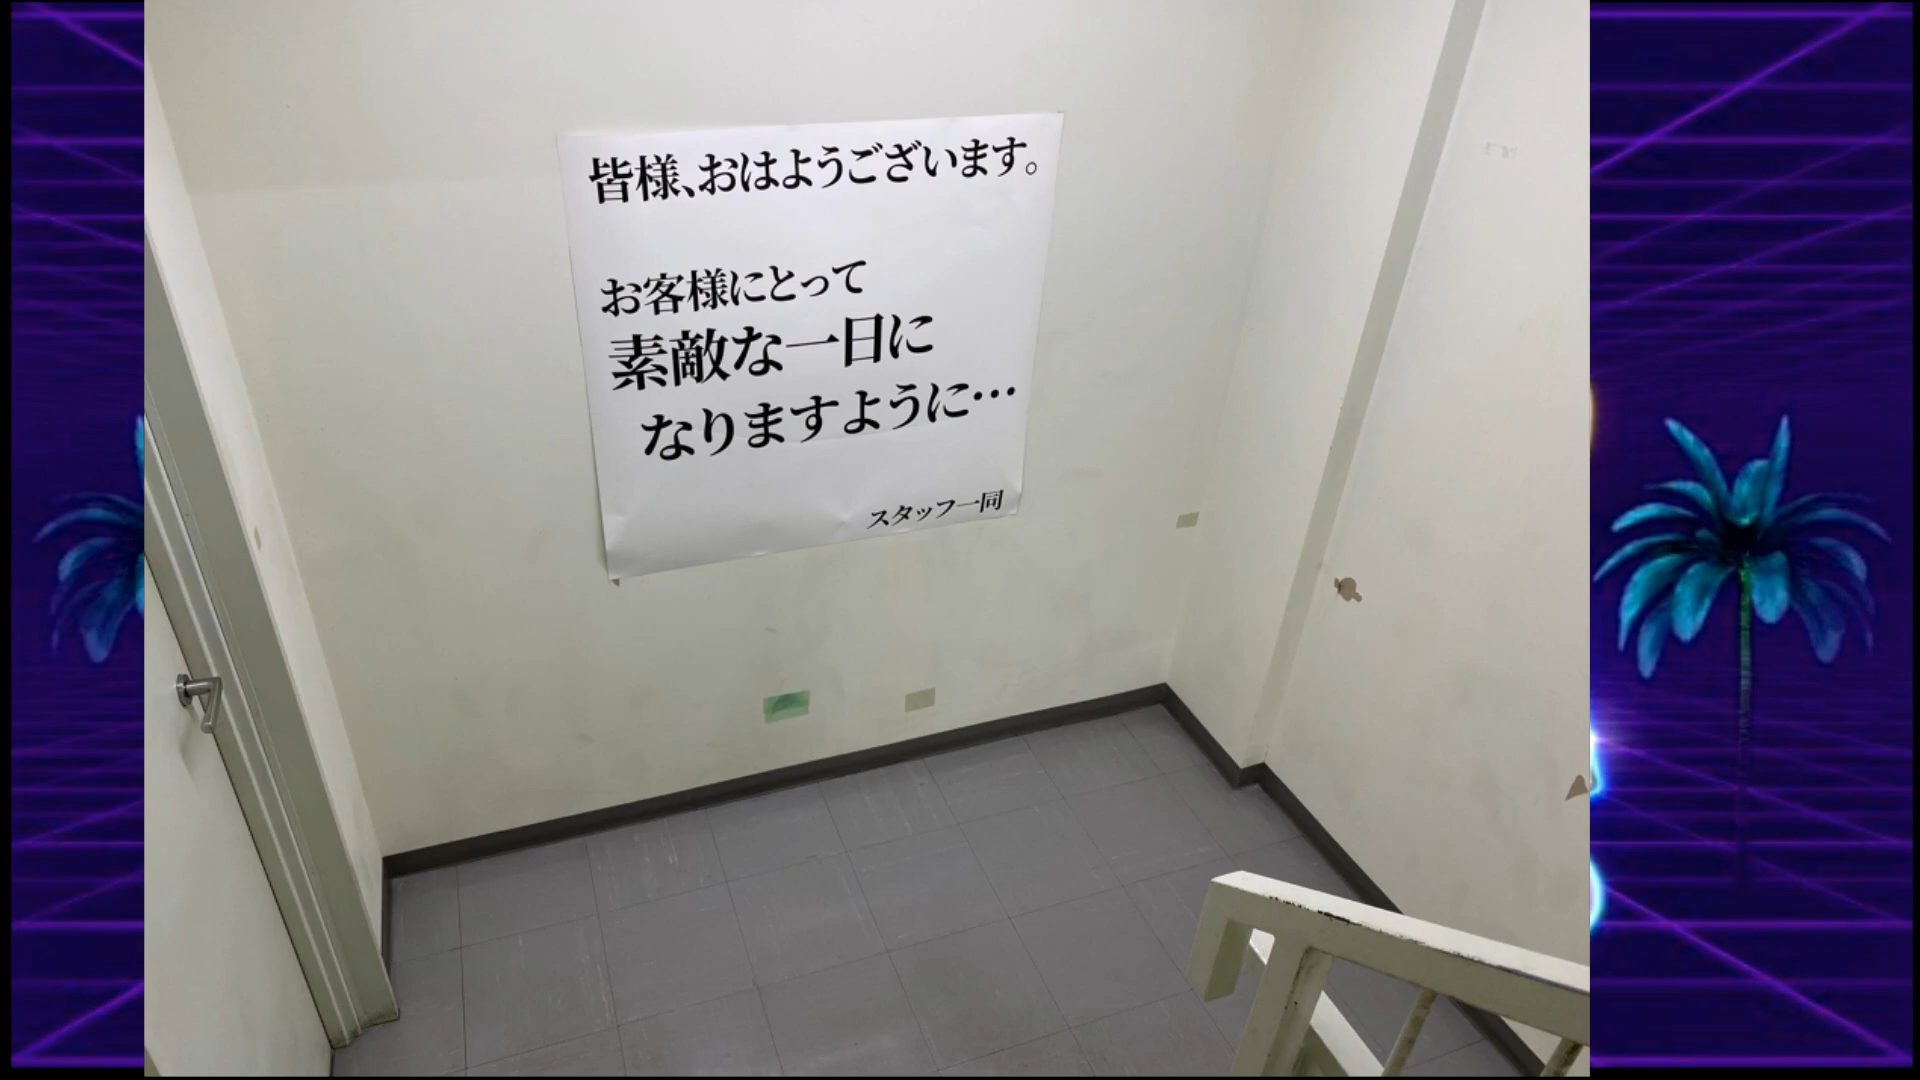 皆様、おはようございます。
お客様にとって
素敵な一日に
なりますように…
スタッフ一同